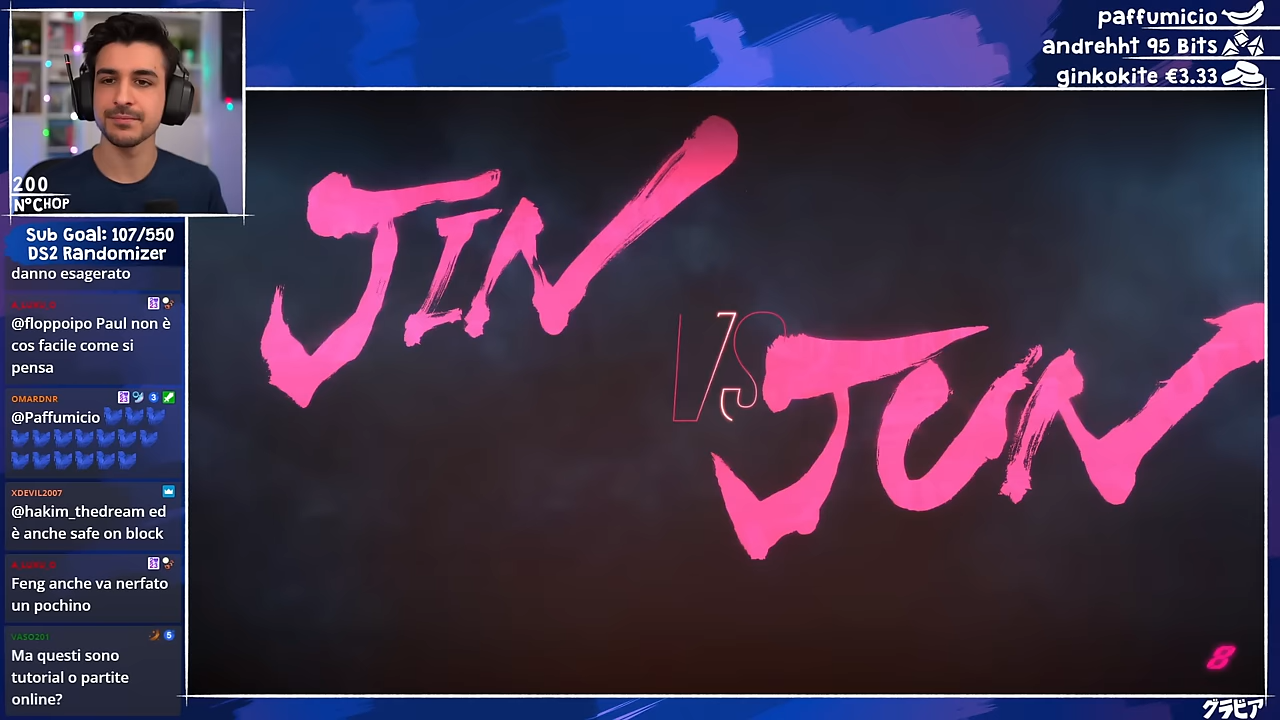 paffumicio
andrehht 95 Bits
ginkokite €3.33
200
N°CHOP
Sub Goal: 107/550
DS2 Randomizer
danno esagerato
@floppoipo Paul non è
cos facile come si
pensa
OMARDNR
@Paffumicio
XDEVIL2007
@hakim_thedream ed
è anche safe on block
Feng anche va nerfato
un pochino
VASO201
Ma questi sono
tutorial o partite
online?
JIN
VS
JUN
8
グラビア